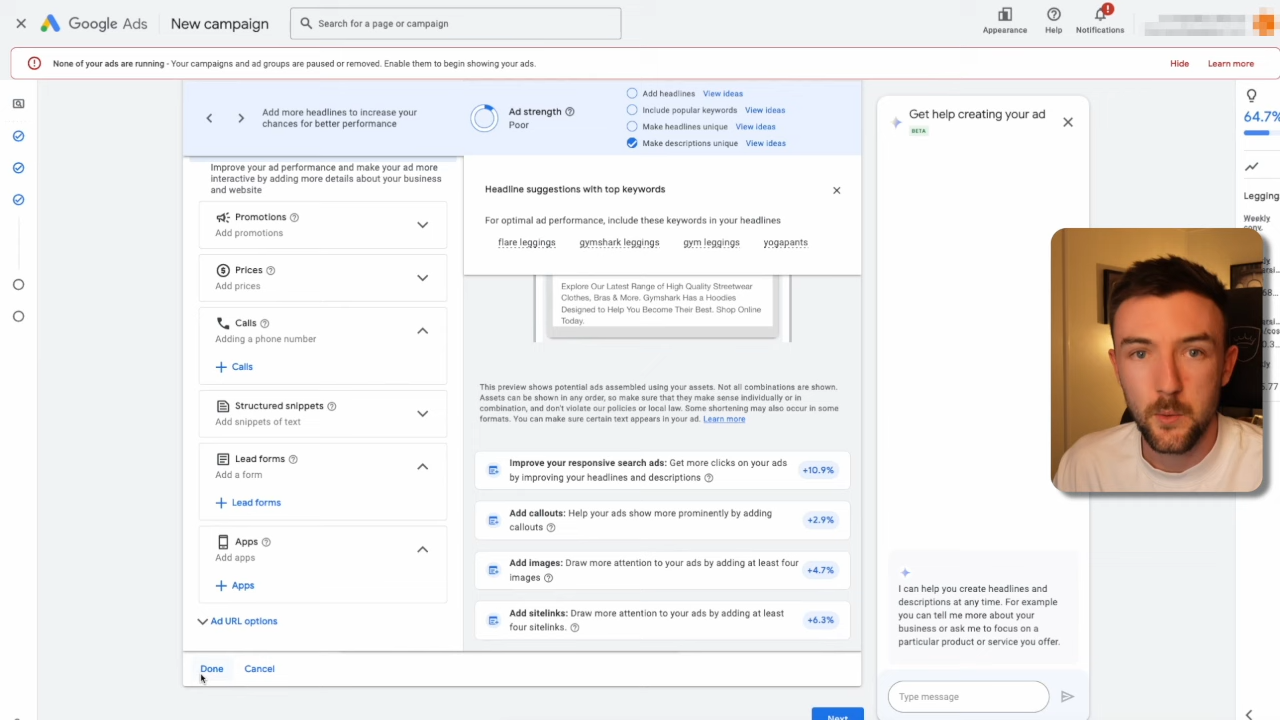 Google Ads
New campaign
Search for a page or campaign
Appearance
Help
Notifications
None of your ads are running - Your campaigns and ad groups are paused or removed. Enable them to begin showing your ads.
Hide
Learn more
Add more headlines to increase your
chances for better performance
Ad strength
Poor
Add headlines View ideas
Include popular keywords View ideas
Make headlines unique View ideas
Make descriptions unique View ideas
Improve your ad performance and make your ad more
interactive by adding more details about your business
and website
Promotions
Add promotions
Prices
Add prices
Calls
Adding a phone number
+ Calls
Structured snippets
Add snippets of text
Lead forms
Add a form
+ Lead forms
Apps
Add apps
+ Apps
Ad URL options
Done
Cancel
Headline suggestions with top keywords
For optimal ad performance, include these keywords in your headlines
flare leggings
gymshark leggings
gym leggings
yogapants
Explore Our Latest Range of High Quality Streetwear
Clothes, Bras & More. Gymshark Has a Hoodies
Designed to Help You Become Their Best. Shop Online
Today.
This preview shows potential ads assembled using your assets. Not all combinations are shown.
Assets can be shown in any order, so make sure that they make sense individually or in
combination, and don't violate our policies or local law. Some shortening may also occur in some
formats. You can make sure certain text appears in your ad. Learn more
Improve your responsive search ads: Get more clicks on your ads
by improving your headlines and descriptions
+10.9%
Add callouts: Help your ads show more prominently by adding
callouts
+2.9%
Add images: Draw more attention to your ads by adding at least four
images
+4.7%
Add sitelinks: Draw more attention to your ads by adding at least
four sitelinks.
+6.3%
Next
Get help creating your ad
BETA
I can help you create headlines and
descriptions at any time. For example
you can tell me more about your
business or ask me to focus on a
particular product or service you offer.
Type message
64.7%
Legging
Weekly